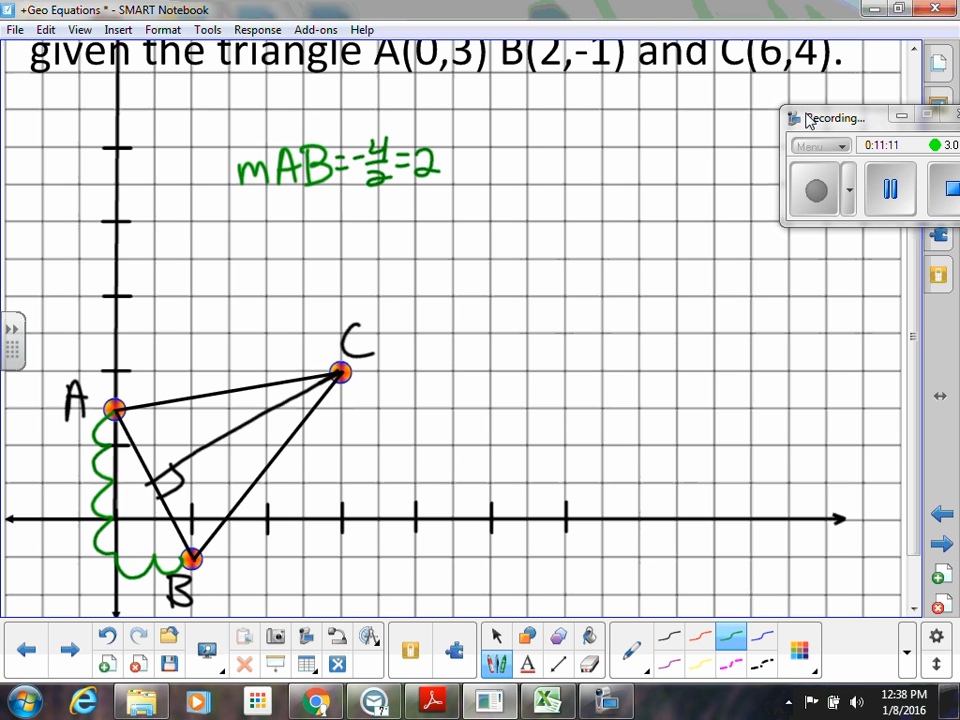 +Geo Equations * - SMART Notebook
File Edit View Insert Format Tools Response Add-ons Help
given the triangle A(0,3) B(2,-1) and C(6,4).
Recording...
Menu 0:11:11 3.0
mAB=-4/2=2
C
A
B
A
12:38 PM
1/8/2016